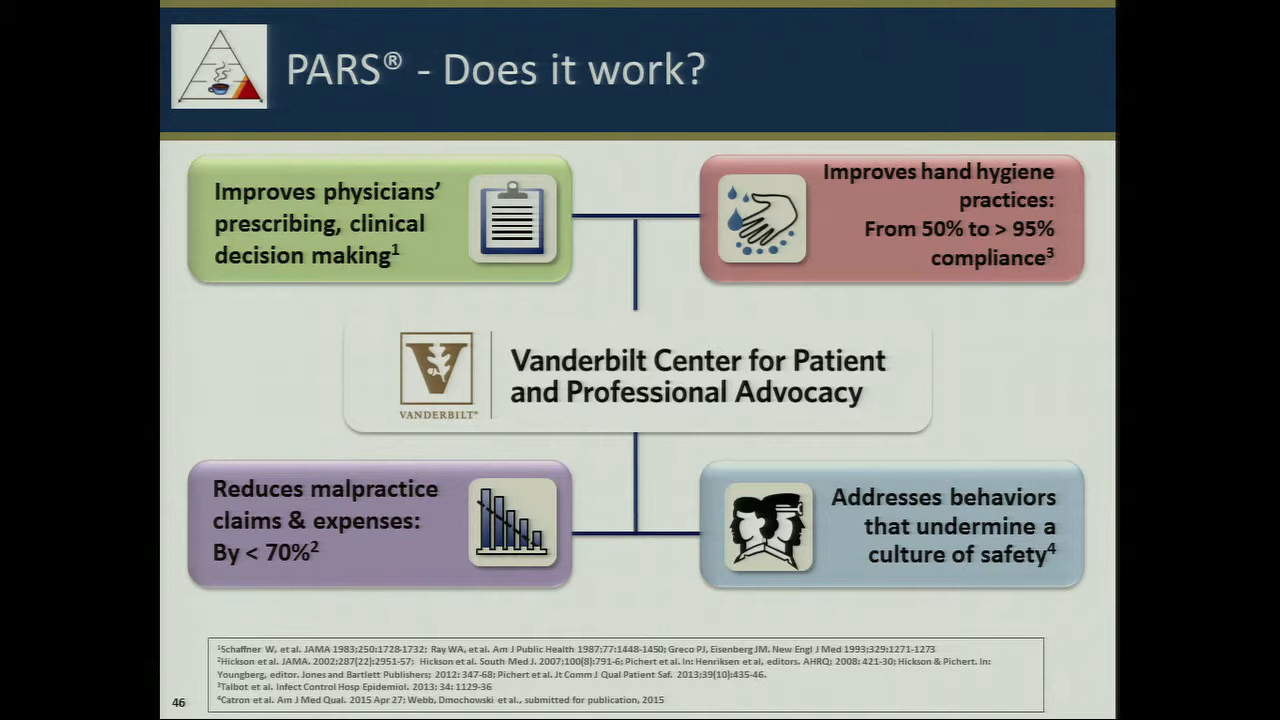 PARS® - Does it work?
Improves physicians’
prescribing, clinical
decision making¹
Improves hand hygiene
practices:
From 50% to > 95%
compliance³
VANDERBILT®
Vanderbilt Center for Patient
and Professional Advocacy
Reduces malpractice
claims & expenses:
By < 70%²
Addresses behaviors
that undermine a
culture of safety⁴
¹Schaffner W, et al. JAMA 1983;250:1728-1732; Ray WA, et al. Am J Public Health 1987;77:1448-1450; Greco PJ, Eisenberg JM. New Engl J Med 1993;329:1271-1273
²Hickson et al. JAMA. 2002;287(22):2951-57; Hickson et al. South Med J. 2007;100(8):791-6; Pichert et al. In: Henriksen et al, editors. AHRQ; 2008: 421-30; Hickson & Pichert. In:
Youngberg, editor. Jones and Bartlett Publishers; 2012: 347-68; Pichert et al. Jt Comm J Qual Patient Saf. 2013;39(10):435-46.
³Talbot et al. Infect Control Hosp Epidemiol. 2013; 34: 1129-36
⁴Catron et al. Am J Med Qual. 2015 Apr 27; Webb, Dmochowski et al., submitted for publication, 2015
46